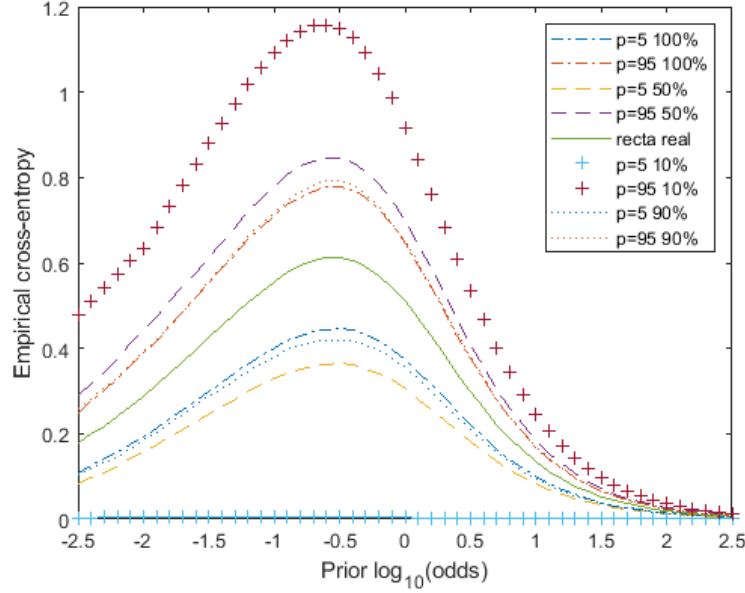 1.2
1
0.8
0.6
0.4
0.2
0
Empirical cross-entropy
p=5 100%
p=95 100%
p=5 50%
p=95 50%
recta real
p=5 10%
p=95 10%
p=5 90%
p=95 90%
-2.5 -2 -1.5 -1 -0.5 0 0.5 1 1.5 2 2.5
Prior log10(odds)